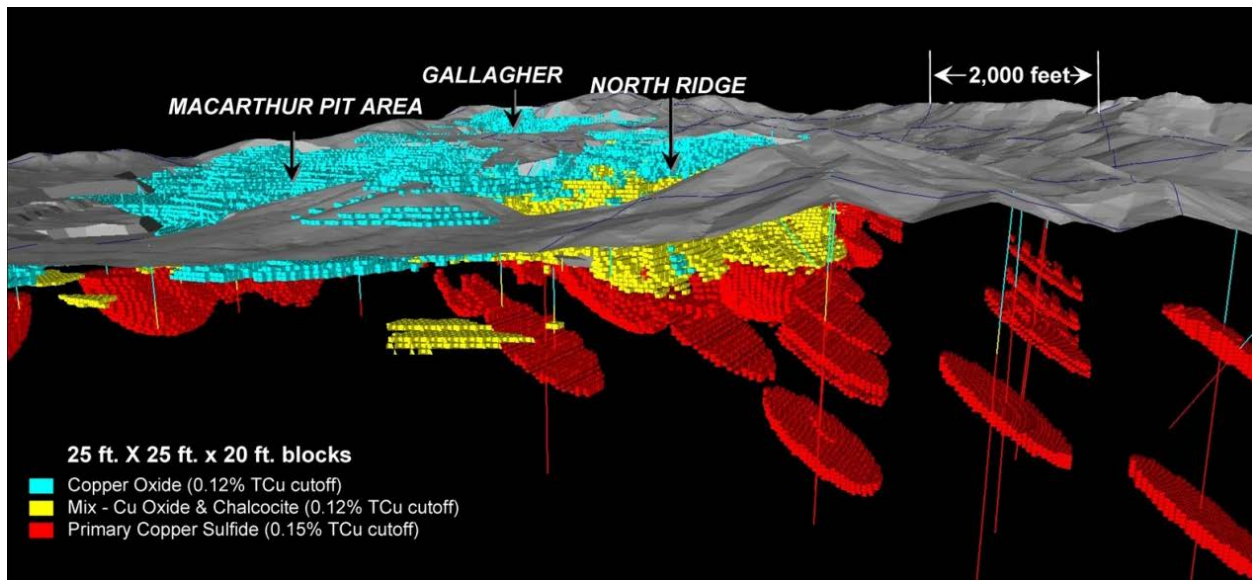 GALLAGHER
MACARTHUR PIT AREA
NORTH RIDGE
2,000 feet
25 ft. X 25 ft. x 20 ft. blocks
Copper Oxide (0.12% TCu cutoff)
Mix - Cu Oxide & Chalcocite (0.12% TCu cutoff)
Primary Copper Sulfide (0.15% TCu cutoff)